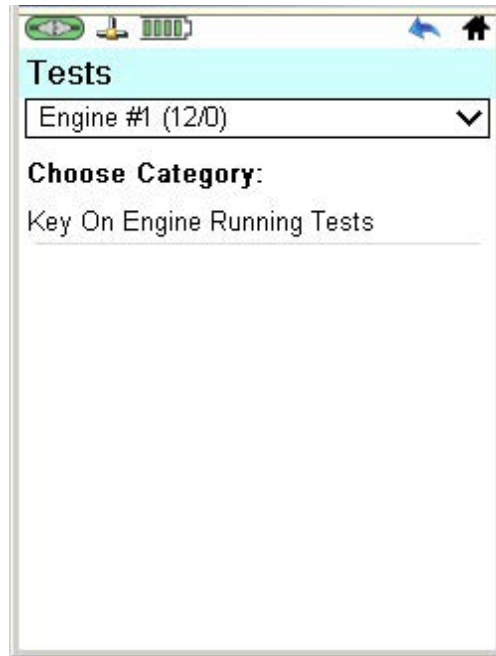 Tests
Engine #1 (12/0)
Choose Category:
Key On Engine Running Tests